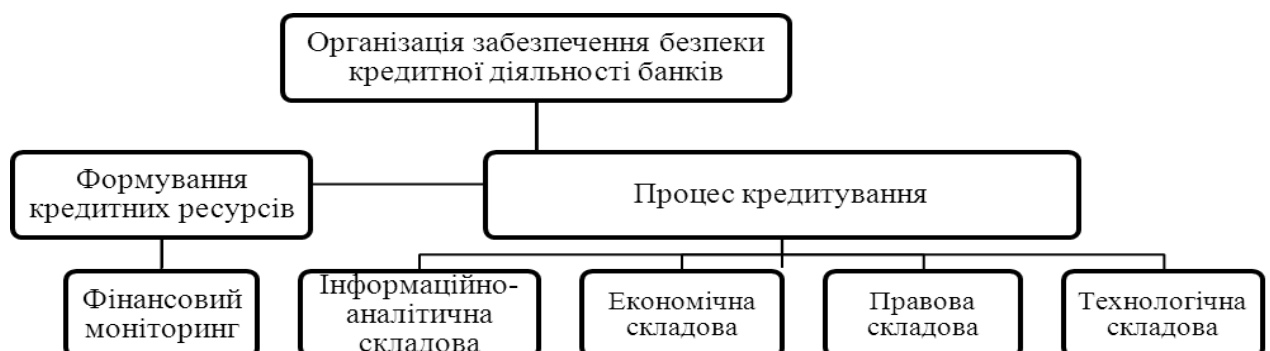 Організація забезпечення безпеки
кредитної діяльності банків
Формування
кредитних ресурсів
Процес кредитування
Фінансовий
моніторинг
Інформаційно-
аналітична
складова
Економічна
складова
Правова
складова
Технологічна
складова